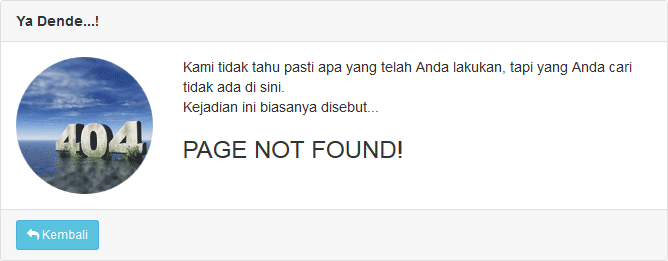 Ya Dende...!
404
Kami tidak tahu pasti apa yang telah Anda lakukan, tapi yang Anda cari
tidak ada di sini.
Kejadian ini biasanya disebut...
PAGE NOT FOUND!
Kembali